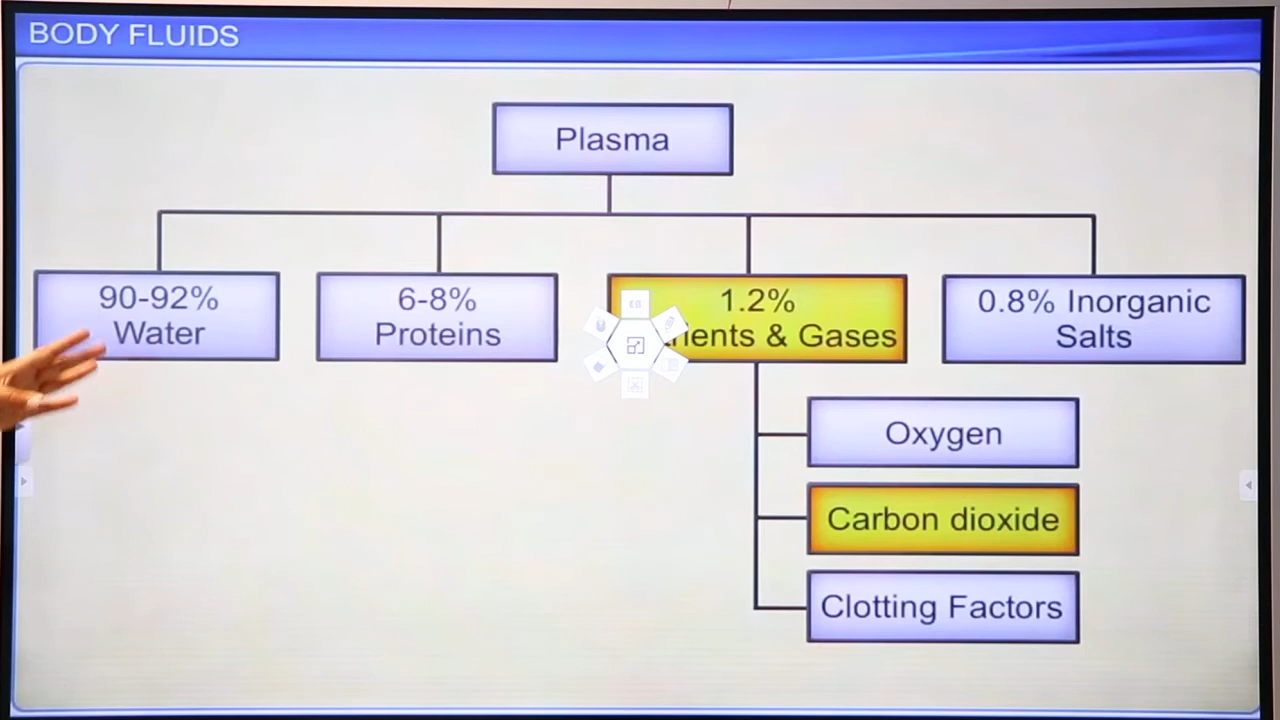 BODY FLUIDS
Plasma
90-92%
Water
6-8%
Proteins
1.2%
& Gases
0.8% Inorganic
Salts
Oxygen
Carbon dioxide
Clotting Factors